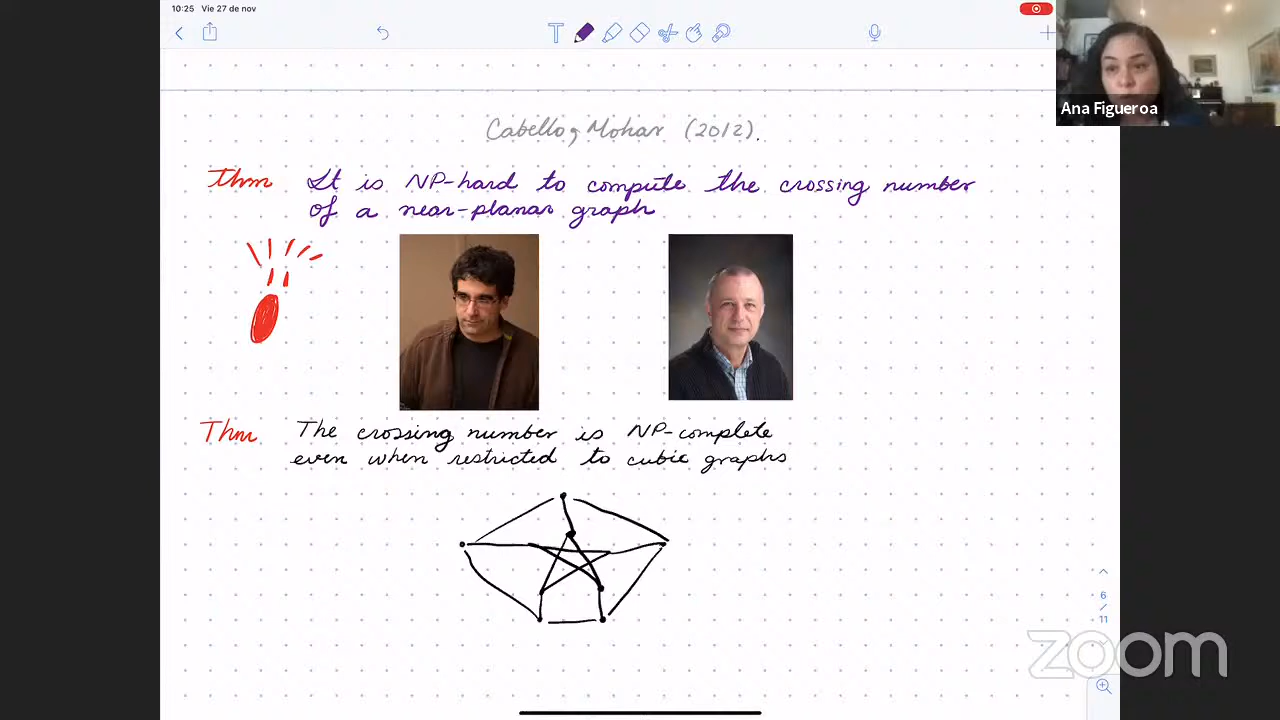 10:25 Vie 27 de nov
T
Ana Figueroa
Cabello y Mohar (2012).
Thm It is NP-hard to compute the crossing number
of a near-planar graph
Thm The crossing number is NP-complete
even when restricted to cubic graphs
6
/
11
zoom